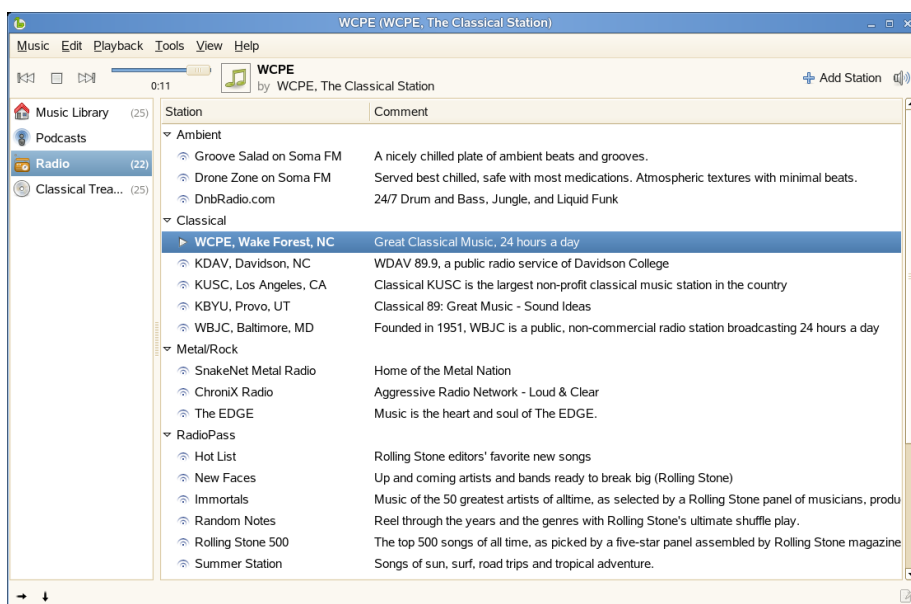 WCPE (WCPE, The Classical Station)
Music Edit Playback Tools View Help
WCPE
0:11 by WCPE, The Classical Station
Add Station
Music Library (25)
Podcasts
Radio (22)
Classical Trea... (25)
Station Comment
Ambient
Groove Salad on Soma FM A nicely chilled plate of ambient beats and grooves.
Drone Zone on Soma FM Served best chilled, safe with most medications. Atmospheric textures with minimal beats.
DnbRadio.com 24/7 Drum and Bass, Jungle, and Liquid Funk
Classical
WCPE, Wake Forest, NC Great Classical Music, 24 hours a day
KDAV, Davidson, NC WDAV 89.9, a public radio service of Davidson College
KUSC, Los Angeles, CA Classical KUSC is the largest non-profit classical music station in the country
KBYU, Provo, UT Classical 89: Great Music - Sound Ideas
WBJC, Baltimore, MD Founded in 1951, WBJC is a public, non-commercial radio station broadcasting 24 hours a day
Metal/Rock
SnakeNet Metal Radio Home of the Metal Nation
ChroniX Radio Aggressive Radio Network - Loud & Clear
The EDGE Music is the heart and soul of The EDGE.
RadioPass
Hot List Rolling Stone editors' favorite new songs
New Faces Up and coming artists and bands ready to break big (Rolling Stone)
Immortals Music of the 50 greatest artists of alltime, as selected by a Rolling Stone panel of musicians, produ
Random Notes Reel through the years and the genres with Rolling Stone's ultimate shuffle play.
Rolling Stone 500 The top 500 songs of all time, as picked by a five-star panel assembled by Rolling Stone magazine
Summer Station Songs of sun, surf, road trips and tropical adventure.